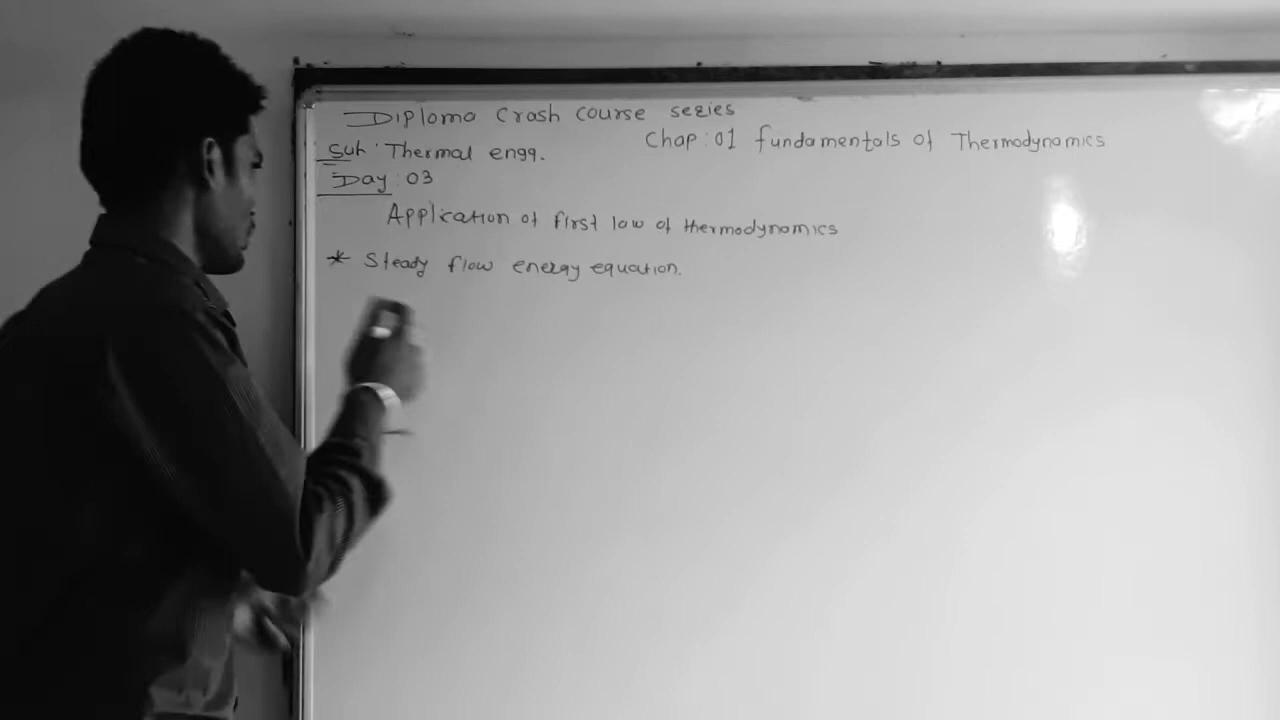 Diploma Crash course series
Sub: Thermal engg.
Chap: 01 fundamentals of Thermodynamics
Day: 03
Application of first law of thermodynamics
* Steady flow energy equation.